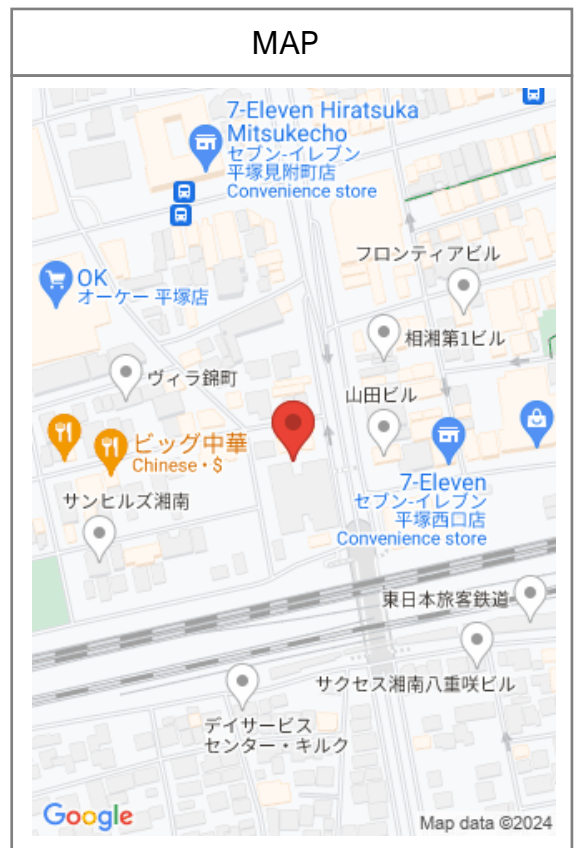 MAP
7-Eleven Hiratsuka
Mitsukecho
セブン-イレブン
平塚見附町店
Convenience store
フロンティアビル
OK
オーケー 平塚店
相湘第1ビル
ヴィラ錦町
山田ビル
ビッグ中華
Chinese • $
7-Eleven
セブン-イレブン
平塚西口店
Convenience store
サンヒルズ湘南
東日本旅客鉄道
サクセス湘南八重咲ビル
デイサービス
センター・キルク
Google
Map data ©2024